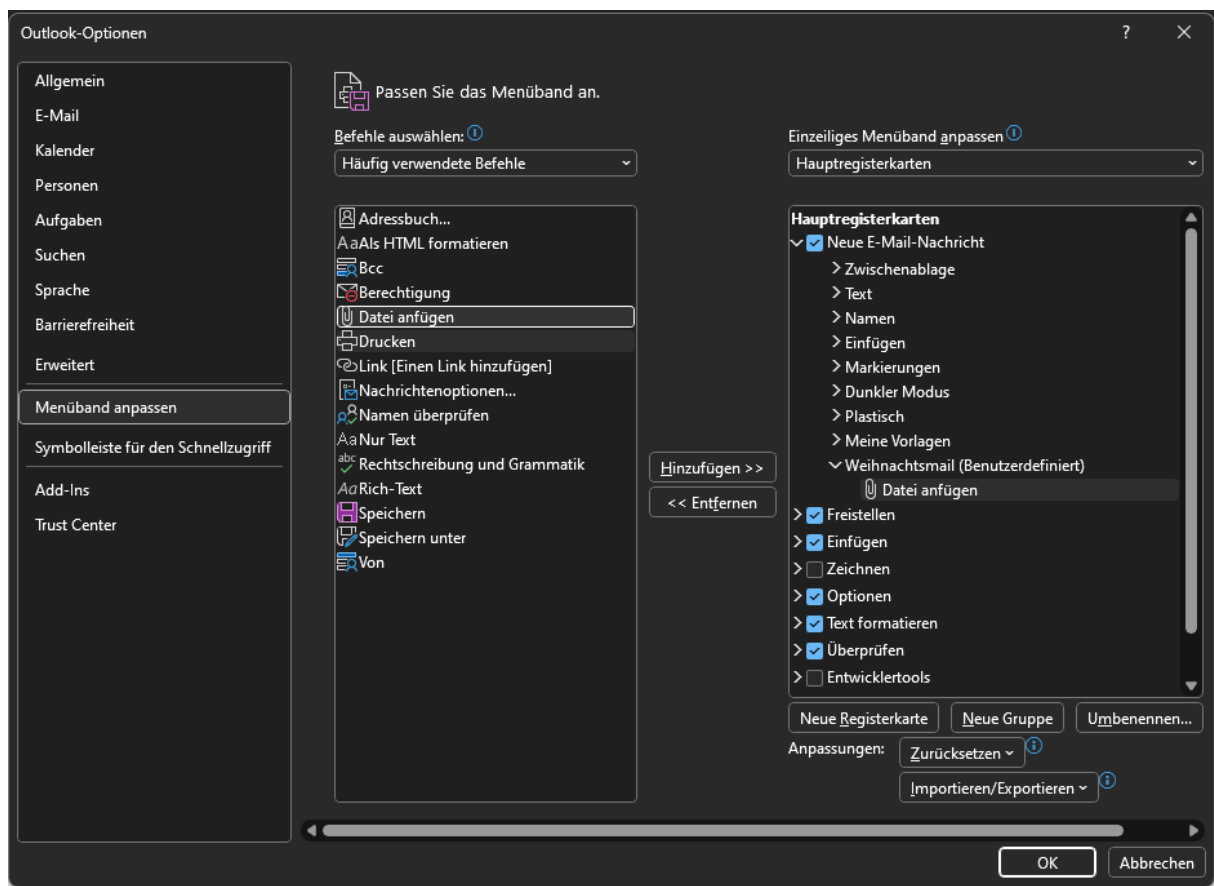 Outlook-Optionen
?
Allgemein
E-Mail
Kalender
Personen
Aufgaben
Suchen
Sprache
Barrierefreiheit
Erweitert
Menüband anpassen
Symbolleiste für den Schnellzugriff
Add-Ins
Trust Center
Passen Sie das Menüband an.
Befehle auswählen:
Häufig verwendete Befehle
Adressbuch...
Als HTML formatieren
Bcc
Berechtigung
Datei anfügen
Drucken
Link [Einen Link hinzufügen]
Nachrichtenoptionen...
Namen überprüfen
Nur Text
Rechtschreibung und Grammatik
Rich-Text
Speichern
Speichern unter
Von
Hinzufügen >>
<< Entfernen
Einzeiliges Menüband anpassen
Hauptregisterkarten
Hauptregisterkarten
Neue E-Mail-Nachricht
Zwischenablage
Text
Namen
Einfügen
Markierungen
Dunkler Modus
Plastisch
Meine Vorlagen
Weihnachtsmail (Benutzerdefiniert)
Datei anfügen
Freistellen
Einfügen
Zeichnen
Optionen
Text formatieren
Überprüfen
Entwicklertools
Neue Registerkarte Neue Gruppe Umbenennen...
Anpassungen: Zurücksetzen
Importieren/Exportieren
OK Abbrechen